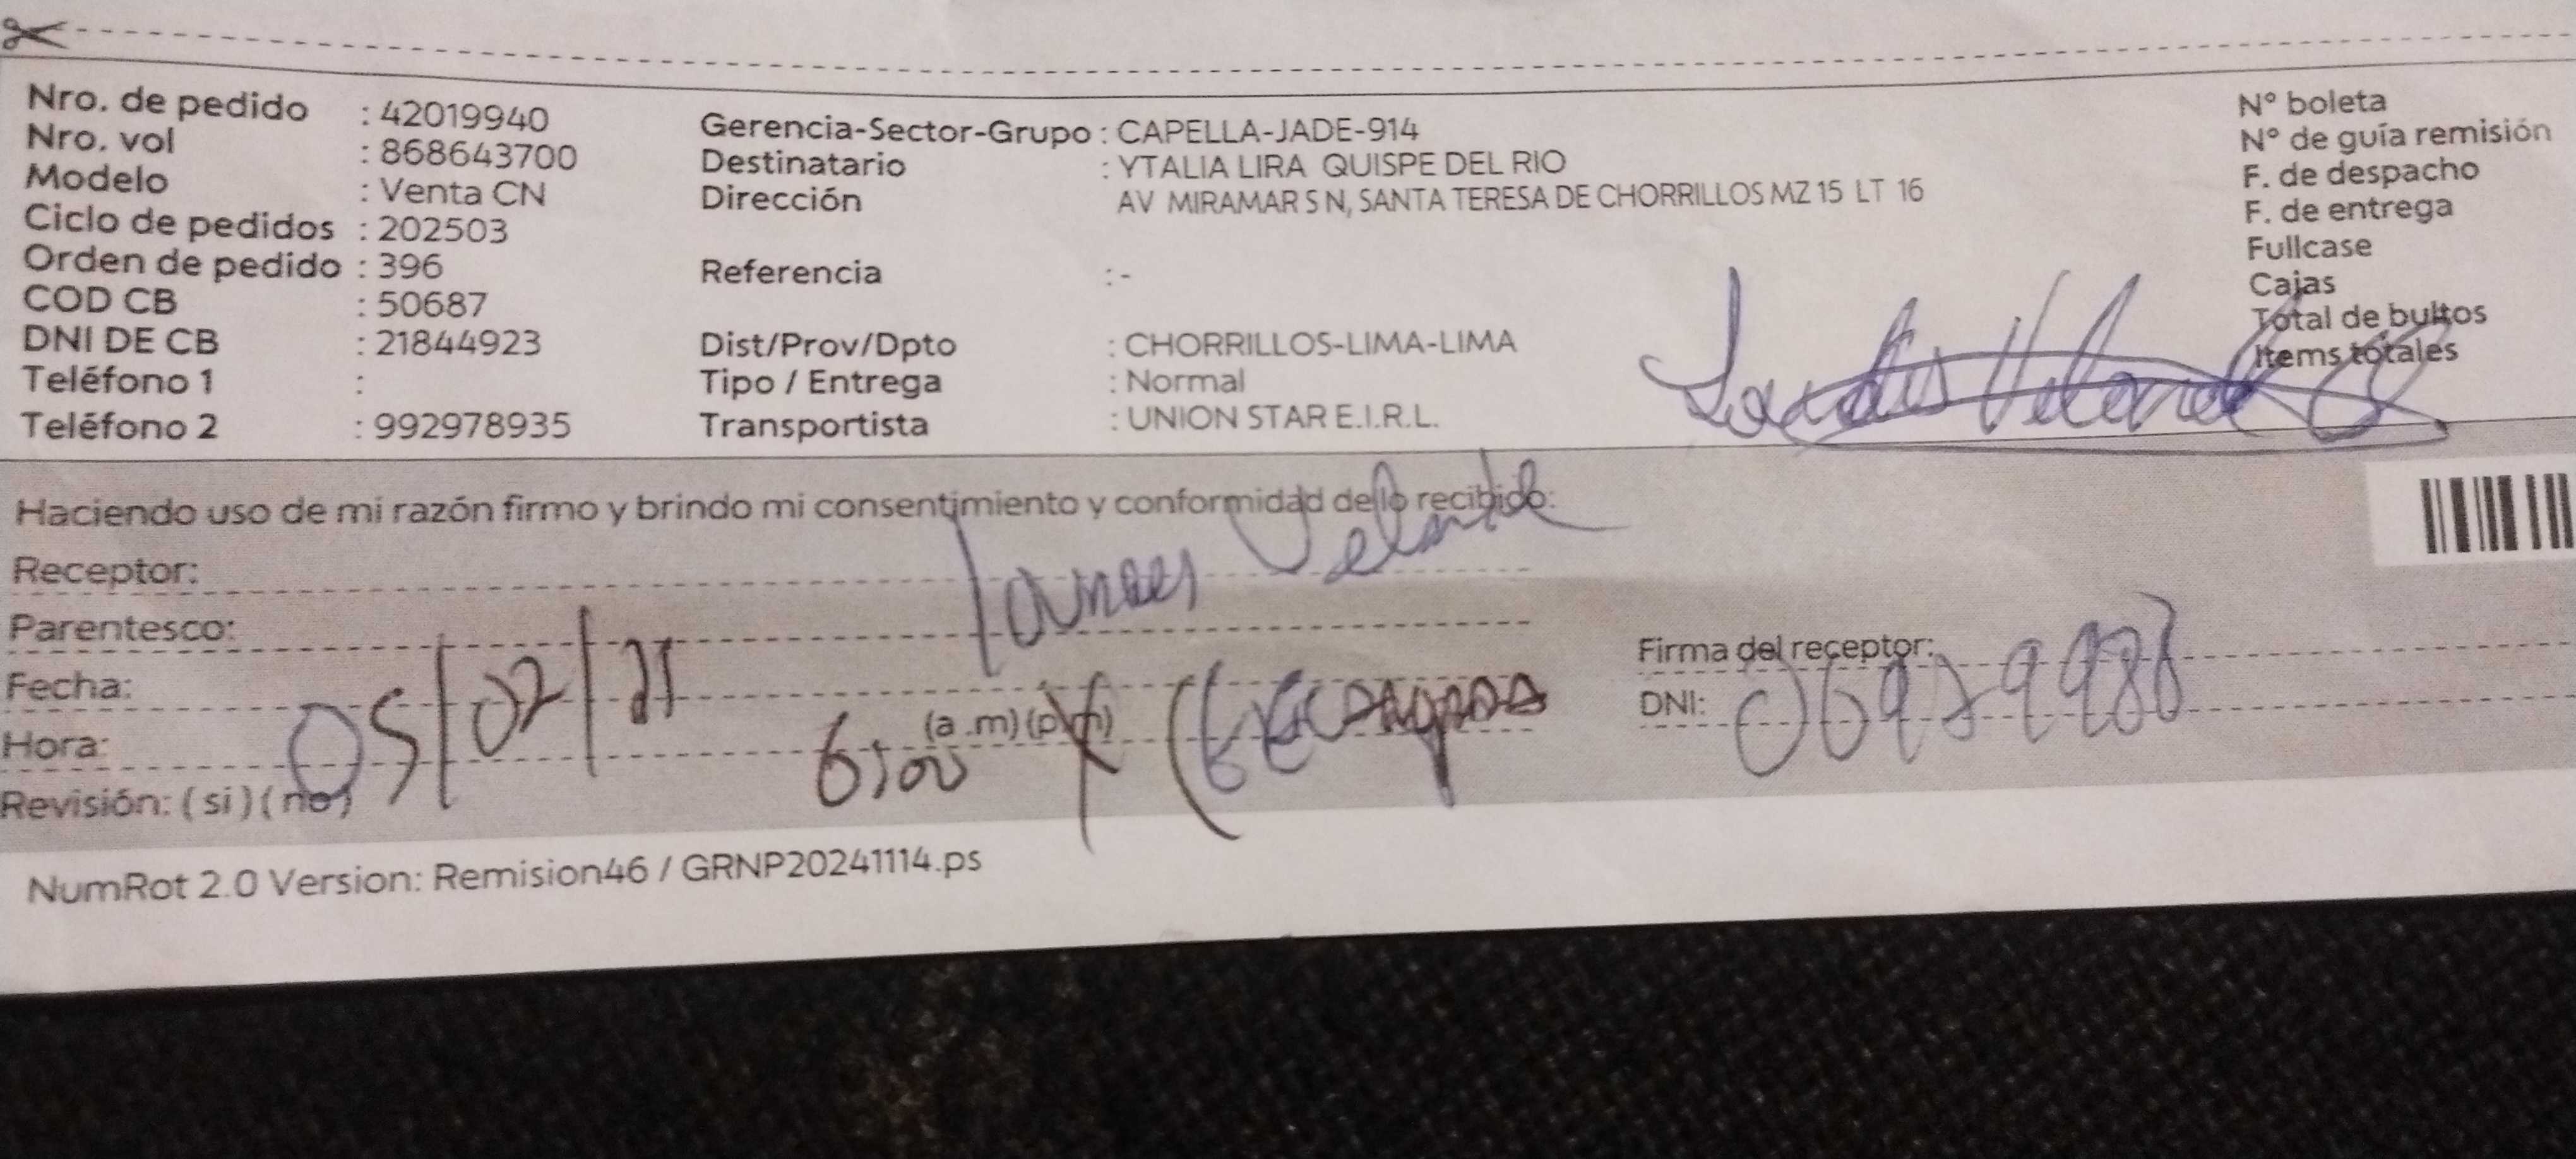 Nro. de pedido : 42019940
Nro. vol : 868643700
Modelo : Venta CN
Ciclo de pedidos : 202503
Orden de pedido : 396
COD CB : 50687
DNI DE CB : 21844923
Teléfono 1 :
Teléfono 2 : 992978935
Gerencia-Sector-Grupo : CAPELLA-JADE-914
Destinatario : YTALIA LIRA QUISPE DEL RIO
Dirección AV MIRAMAR S N, SANTA TERESA DE CHORRILLOS MZ 15 LT 16
Referencia : -
Dist/Prov/Dpto : CHORRILLOS-LIMA-LIMA
Tipo / Entrega : Normal
Transportista : UNION STAR E.I.R.L.
N° boleta
N° de guía remisión
F. de despacho
F. de entrega
Fullcase
Cajas
Total de bultos
Items totales
Haciendo uso de mi razón firmo y brindo mi consentimiento y conformidad de lo recibido:
Receptor: Velarde
Parentesco:
Fecha: 05/02/25
Hora: 6:00 (a .m) (p.m)
Revisión: ( si ) ( no )
Firma del receptor:
DNI:
NumRot 2.0 Version: Remision46 / GRNP20241114.ps